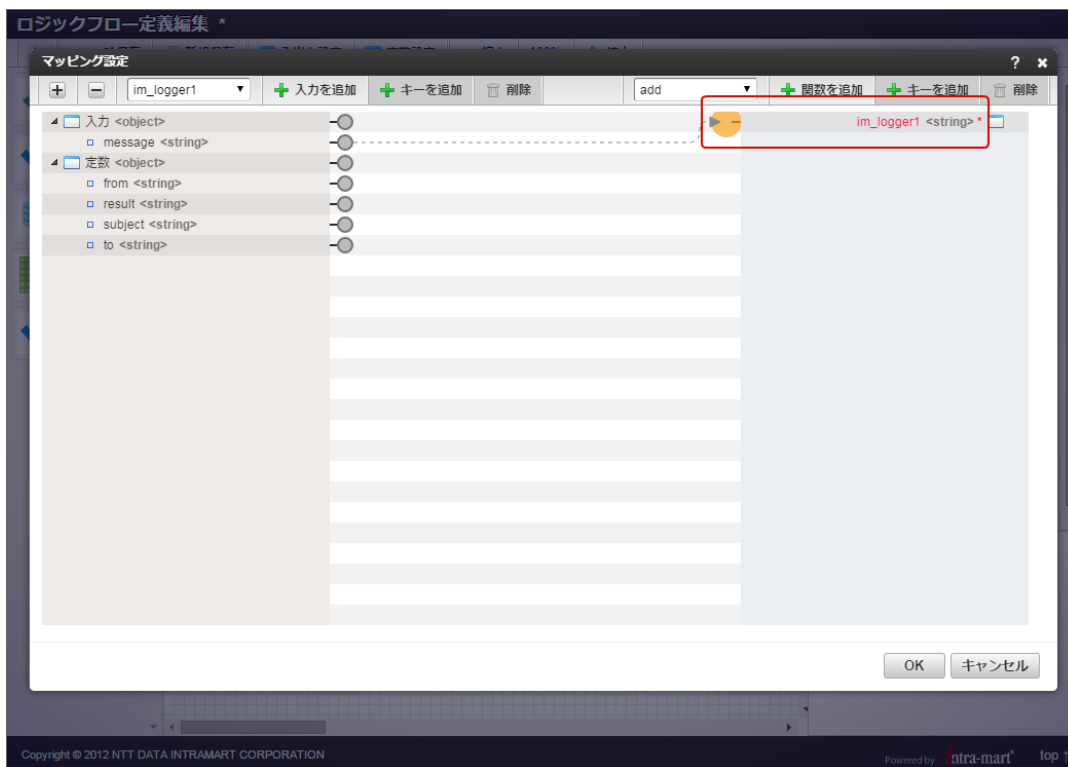 ロジックフロー定義編集 *
マッピング設定 ?
im_logger1 入力を追加 キーを追加 削除 add 関数を追加 キーを追加 削除
入力 <object> im_logger1 <string> *
message <string>
定数 <object>
from <string>
result <string>
subject <string>
to <string>
OK キャンセル
Copyright © 2012 NTT DATA INTRAMART CORPORATION Powered by intra-mart top ↑